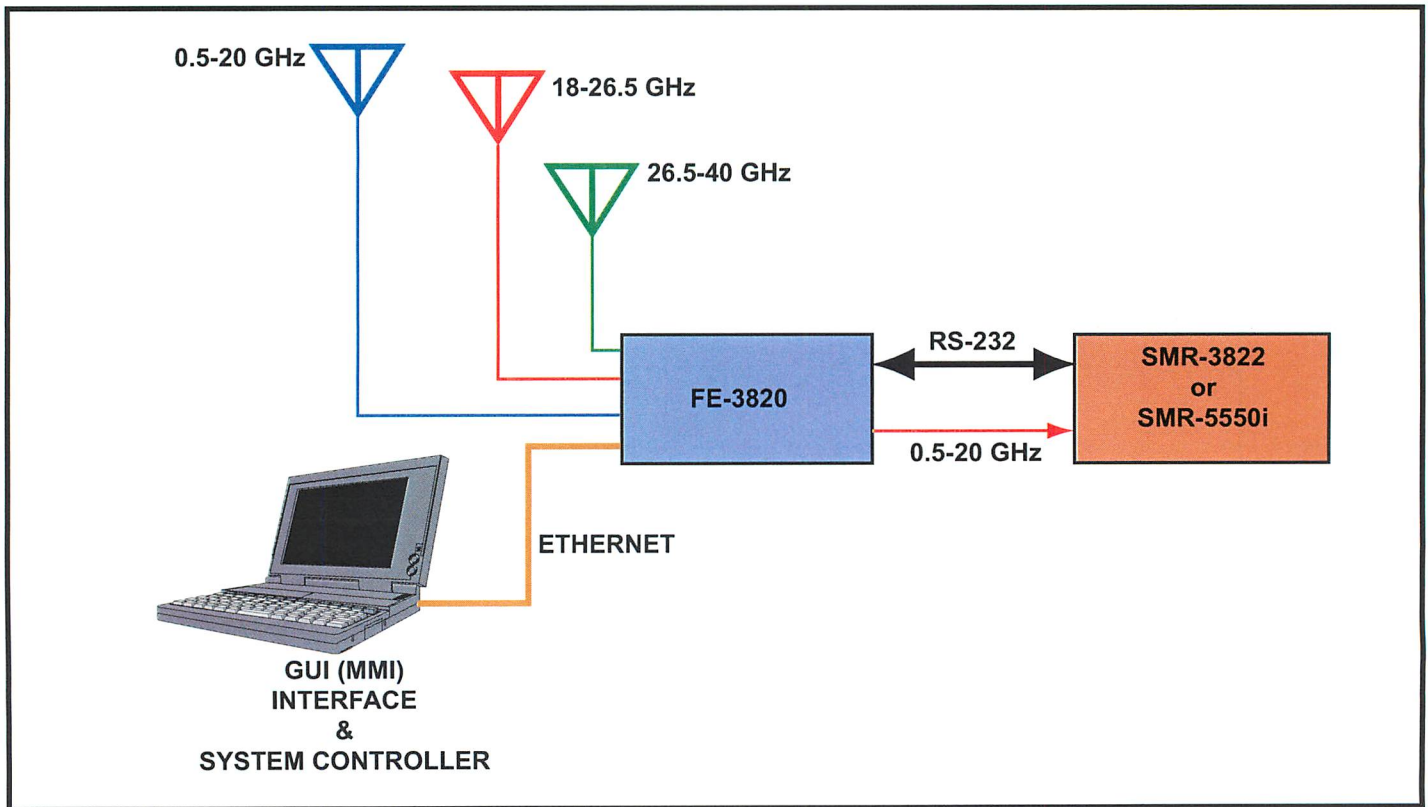 0.5-20 GHz
18-26.5 GHz
26.5-40 GHz
FE-3820
RS-232
0.5-20 GHz
SMR-3822
or
SMR-5550i
ETHERNET
GUI (MMI)
INTERFACE
&
SYSTEM CONTROLLER